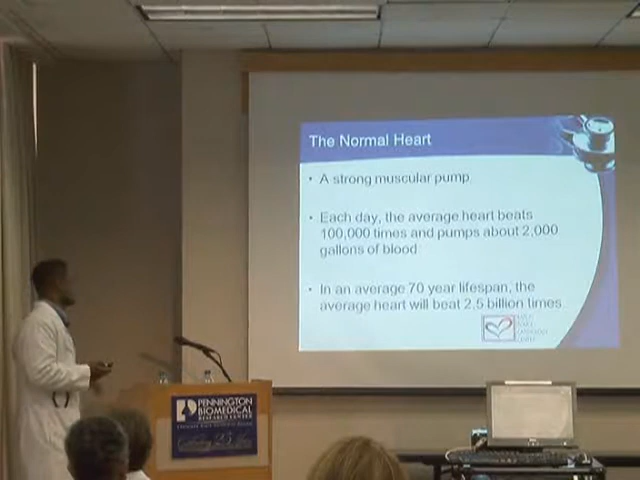 The Normal Heart
• A strong muscular pump
• Each day, the average heart beats
100,000 times and pumps about 2,000
gallons of blood
• In an average 70 year lifespan, the
average heart will beat 2.5 billion times
PENNINGTON
BIOMEDICAL
RESEARCH CENTER